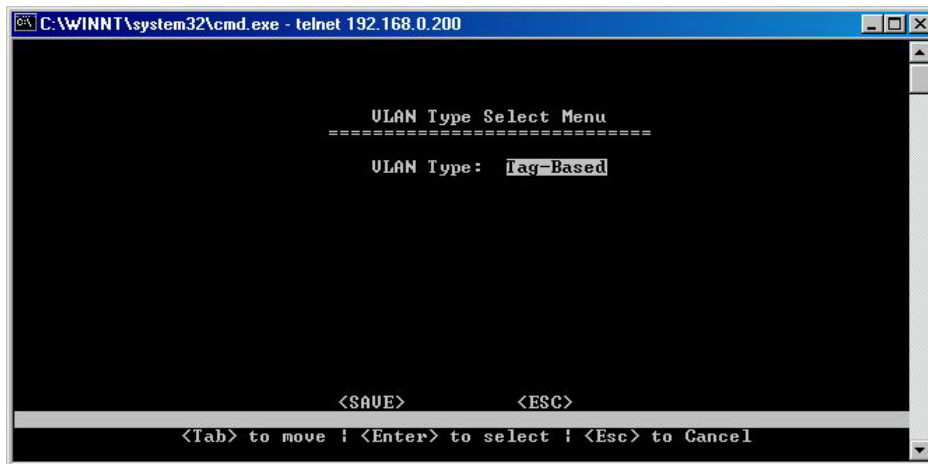 C:\WINNT\system32\cmd.exe - telnet 192.168.0.200
VLAN Type Select Menu
=============================
VLAN Type: Tag-Based
<SAVE> <ESC>
<Tab> to move ¦ <Enter> to select ¦ <Esc> to Cancel